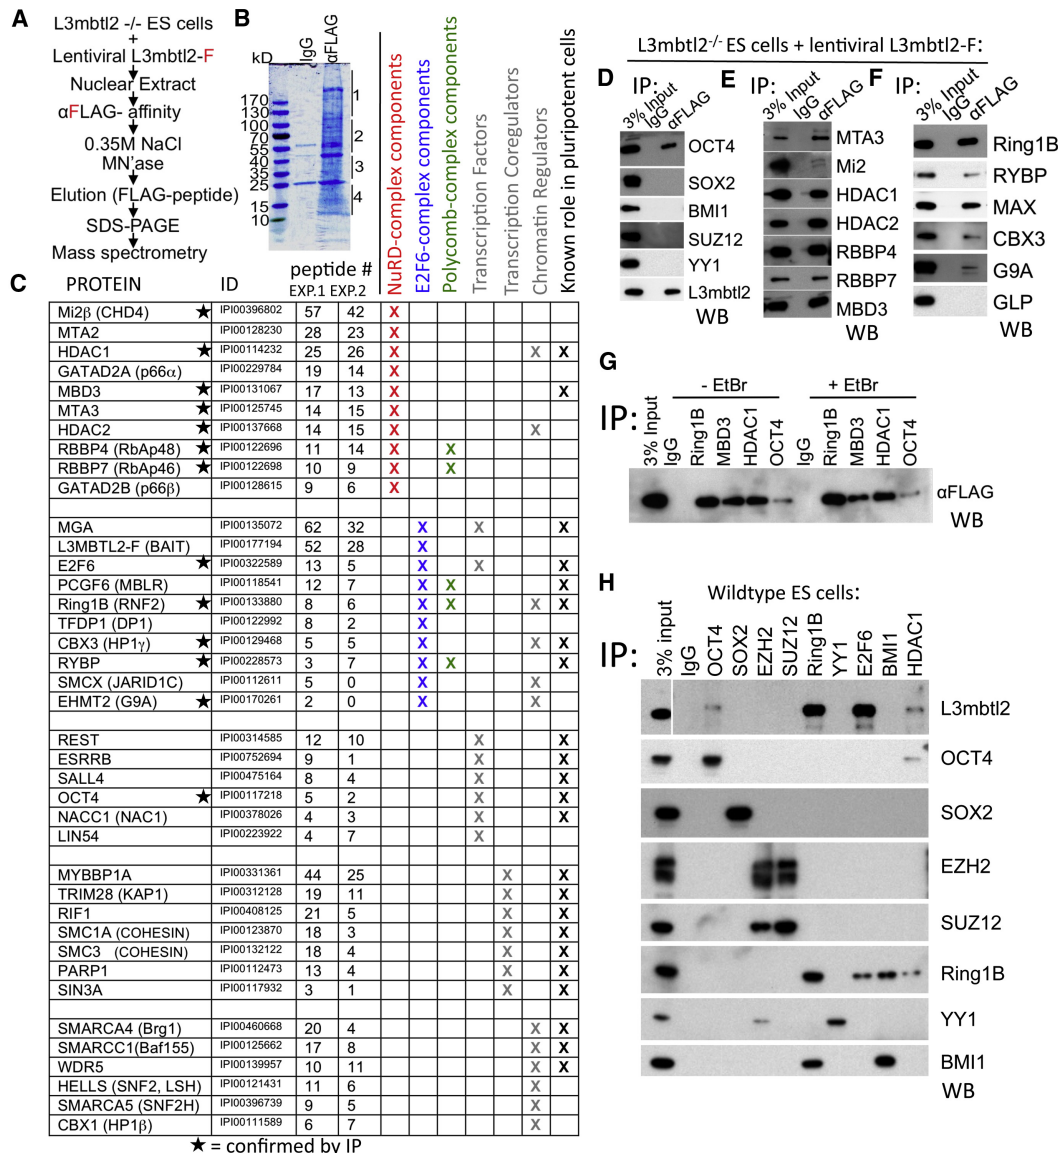 A
L3mbtl2 -/- ES cells
+
Lentiviral L3mbtl2-F
Nuclear Extract
αFLAG- affinity
0.35M NaCl
MN'ase
Elution (FLAG-peptide)
SDS-PAGE
Mass spectrometry
B
kD IgG αFLAG
170
130
100
70
55
45
35
25
15
10
1
2
3
4
NuRD-complex components
E2F6-complex components
Polycomb-complex components
Transcription Factors
Transcription Coregulators
Chromatin Regulators
Known role in pluripotent cells
C
PROTEIN ID peptide #
EXP.1 EXP.2
Mi2β (CHD4) ★ IPI00396802 57 42 X
MTA2 IPI00128230 28 23 X
HDAC1 ★ IPI00114232 25 26 X X X
GATAD2A (p66α) IPI00229784 19 14 X
MBD3 ★ IPI00131067 17 13 X X
MTA3 ★ IPI00125745 14 15 X
HDAC2 ★ IPI00137668 14 15 X X
RBBP4 (RbAp48) ★ IPI00122696 11 14 X X
RBBP7 (RbAp46) ★ IPI00122698 10 9 X X
GATAD2B (p66β) IPI00128615 9 6 X
MGA IPI00135072 62 32 X X X
L3MBTL2-F (BAIT) IPI00177194 52 28 X
E2F6 ★ IPI00322589 13 5 X X X
PCGF6 (MBLR) IPI00118541 12 7 X X X
Ring1B (RNF2) ★ IPI00133880 8 6 X X X X
TFDP1 (DP1) IPI00122992 8 2 X
CBX3 (HP1γ) ★ IPI00129468 5 5 X X X
RYBP ★ IPI00228573 3 7 X X X
SMCX (JARID1C) IPI00112611 5 0 X X
EHMT2 (G9A) ★ IPI00170261 2 0 X X
REST IPI00314585 12 10 X X
ESRRB IPI00752694 9 1 X X
SALL4 IPI00475164 8 4 X X
OCT4 ★ IPI00117218 5 2 X X
NACC1 (NAC1) IPI00378026 4 3 X X
LIN54 IPI00223922 4 7 X
MYBBP1A IPI00331361 44 25 X X
TRIM28 (KAP1) IPI00312128 19 11 X X
RIF1 IPI00408125 21 5 X X
SMC1A (COHESIN) IPI00123870 18 3 X X
SMC3 (COHESIN) IPI00132122 18 4 X X
PARP1 IPI00112473 13 4 X X
SIN3A IPI00117932 3 1 X X
SMARCA4 (Brg1) IPI00460668 20 4 X X
SMARCC1(Baf155) IPI00125662 17 8 X X
WDR5 IPI00139957 10 11 X X
HELLS (SNF2, LSH) IPI00121431 11 6 X
SMARCA5 (SNF2H) IPI00396739 9 5 X
CBX1 (HP1β) IPI00111589 6 7 X
★ = confirmed by IP
L3mbtl2-/- ES cells + lentiviral L3mbtl2-F:
D
IP:
3% Input IgG αFLAG
OCT4
SOX2
BMI1
SUZ12
YY1
L3mbtl2
WB
E
IP:
3% Input IgG αFLAG
MTA3
Mi2
HDAC1
HDAC2
RBBP4
RBBP7
MBD3
WB
F
IP:
3% Input IgG αFLAG
Ring1B
RYBP
MAX
CBX3
G9A
GLP
WB
G
- EtBr + EtBr
IP: 3% Input IgG Ring1B MBD3 HDAC1 OCT4 IgG Ring1B MBD3 HDAC1 OCT4
αFLAG
WB
H
Wildtype ES cells:
IP: 3% input IgG OCT4 SOX2 EZH2 SUZ12 Ring1B YY1 E2F6 BMI1 HDAC1
L3mbtl2
OCT4
SOX2
EZH2
SUZ12
Ring1B
YY1
BMI1
WB